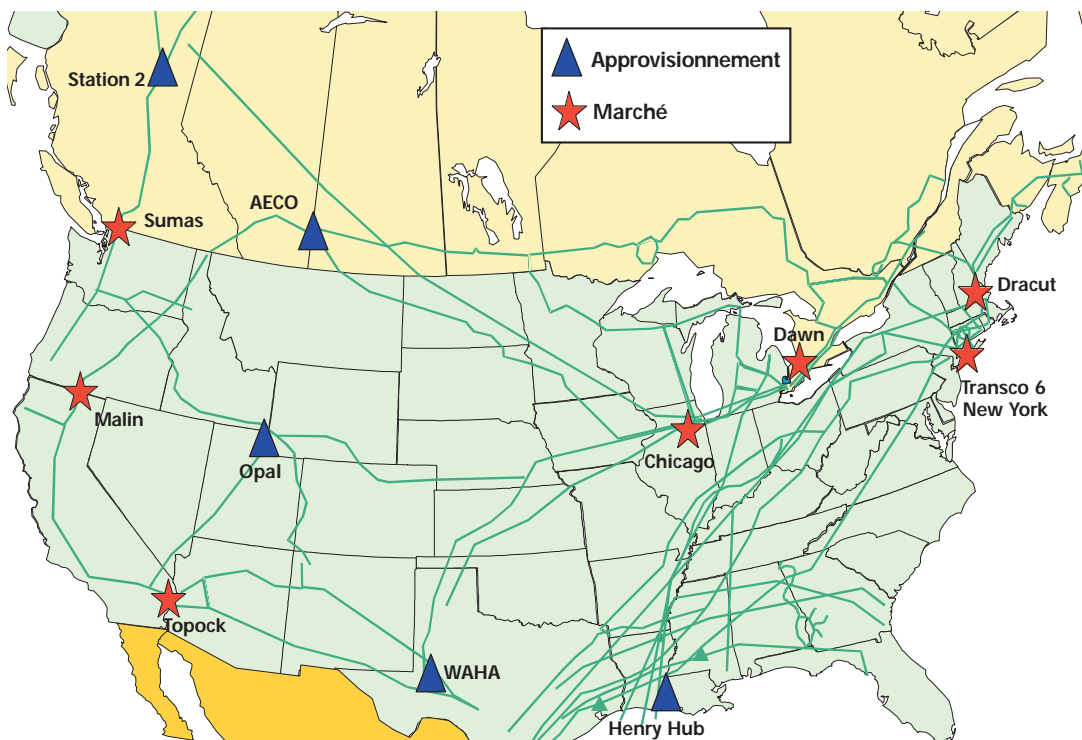 Approvisionnement
Marché
Station 2
AECO
Sumas
Dracut
Dawn
Transco 6
New York
Malin
Opal
Chicago
Topock
WAHA
Henry Hub